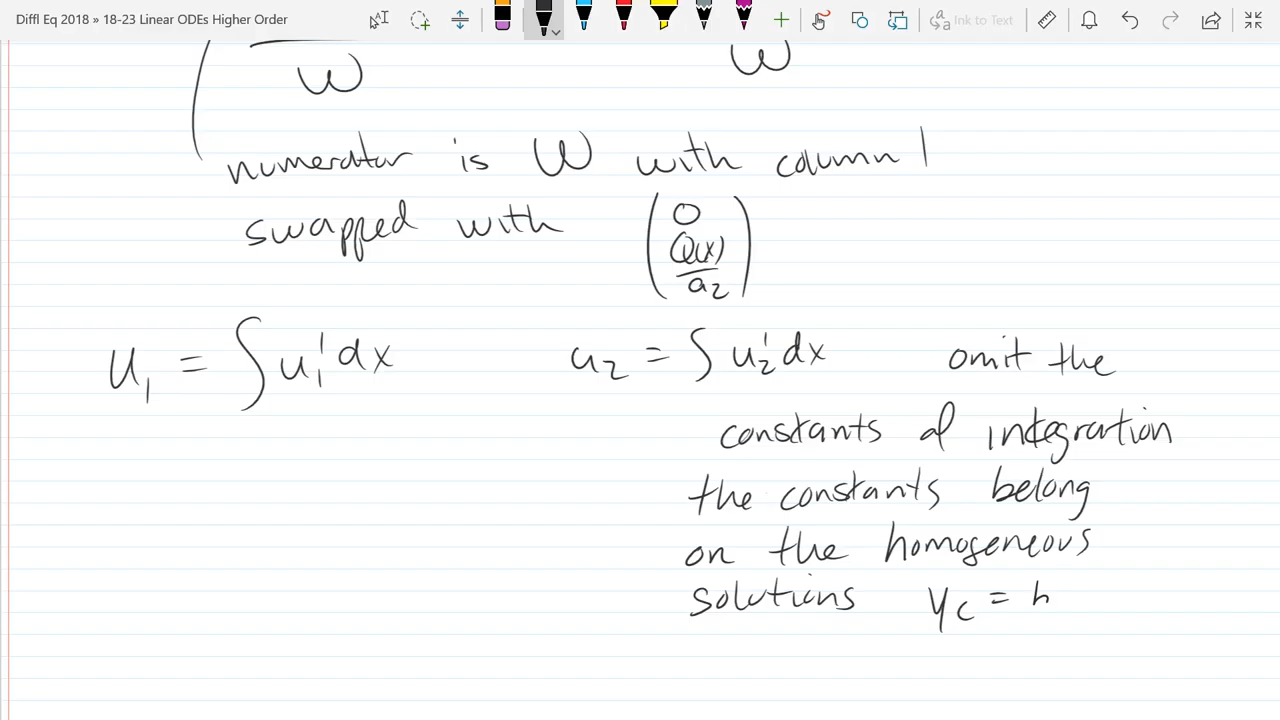 Diffl Eq 2018 » 18-23 Linear ODEs Higher Order
Ink to Text
W W
numerator is W with column 1
swapped with (0
Q(x)/a₂)
u₁ = ∫ u₁' dx u₂ = ∫ u₂' dx omit the
constants of integration
the constants belong
on the homogeneous
solutions y_c = h